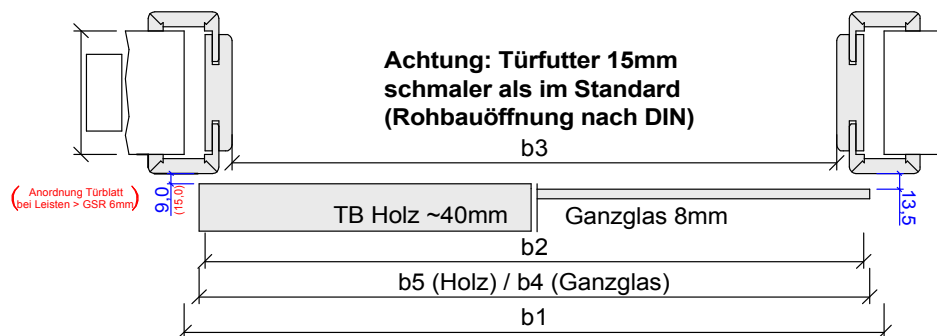 Achtung: Türfutter 15mm
schmaler als im Standard
(Rohbauöffnung nach DIN)
b3
( Anordnung Türblatt
bei Leisten > GSR 6mm )
9,0
(15,0)
TB Holz ~40mm
Ganzglas 8mm
13,5
b2
b5 (Holz) / b4 (Ganzglas)
b1